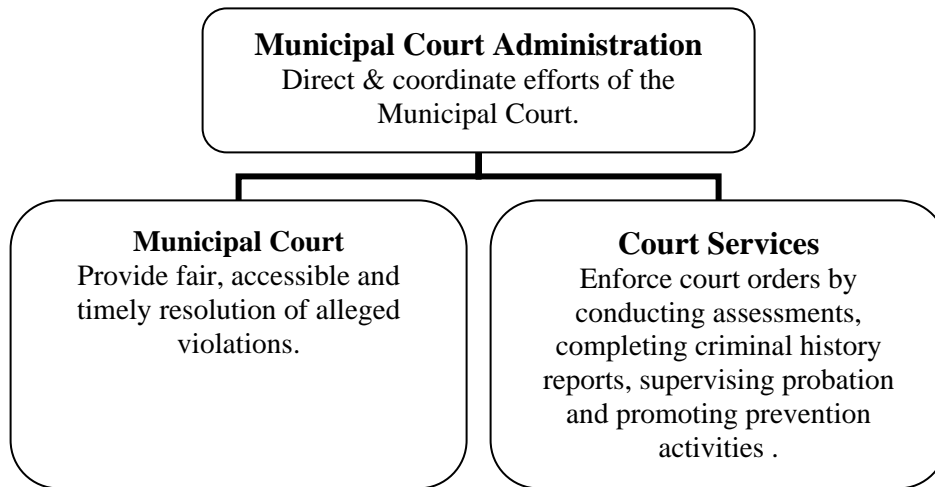 Municipal Court Administration
Direct & coordinate efforts of the
Municipal Court.
Municipal Court
Provide fair, accessible and
timely resolution of alleged
violations.
Court Services
Enforce court orders by
conducting assessments,
completing criminal history
reports, supervising probation
and promoting prevention
activities .